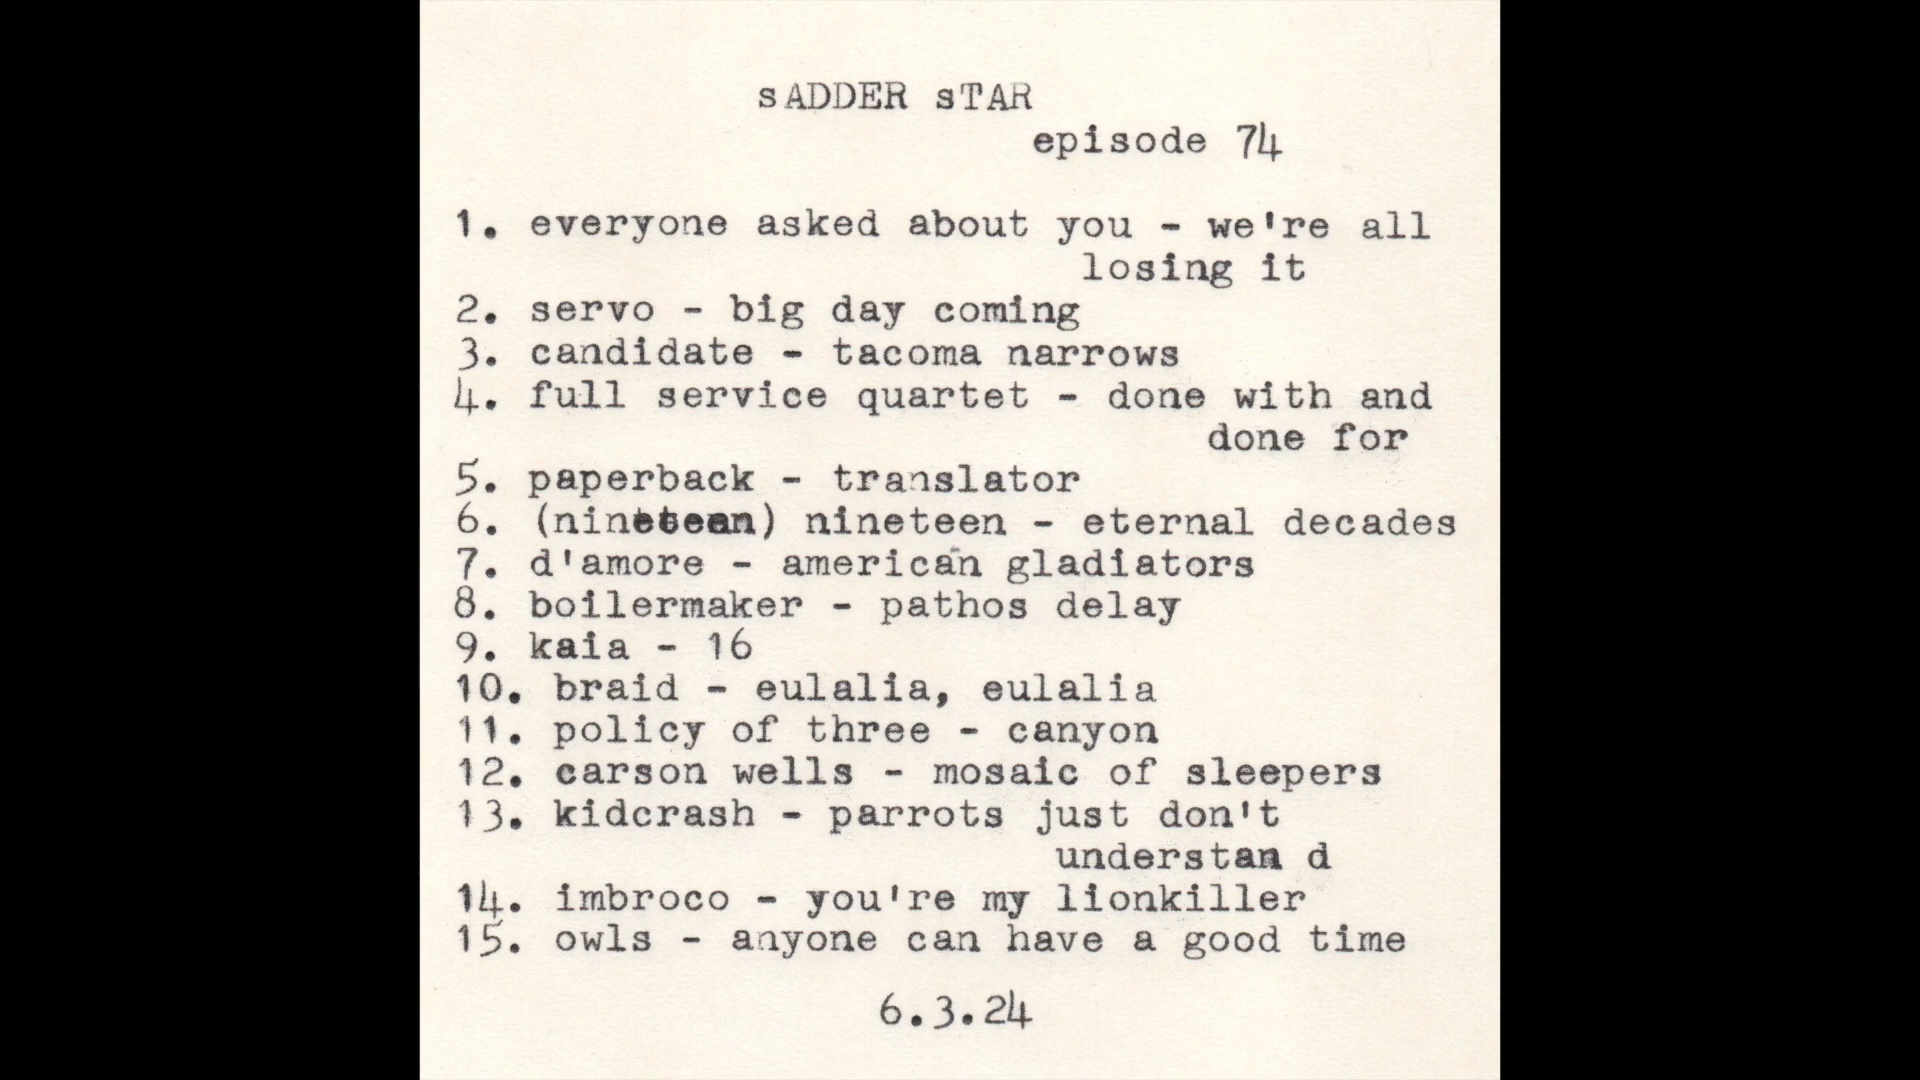 sADDER sTAR
episode 74
1. everyone asked about you - we're all
losing it
2. servo - big day coming
3. candidate - tacoma narrows
4. full service quartet - done with and
done for
5. paperback - translator
6. (nineteen) nineteen - eternal decades
7. d'amore - american gladiators
8. boilermaker - pathos delay
9. kaia - 16
10. braid - eulalia, eulalia
11. policy of three - canyon
12. carson wells - mosaic of sleepers
13. kidcrash - parrots just don't
understan d
14. imbroco - you're my lionkiller
15. owls - anyone can have a good time
6.3.24